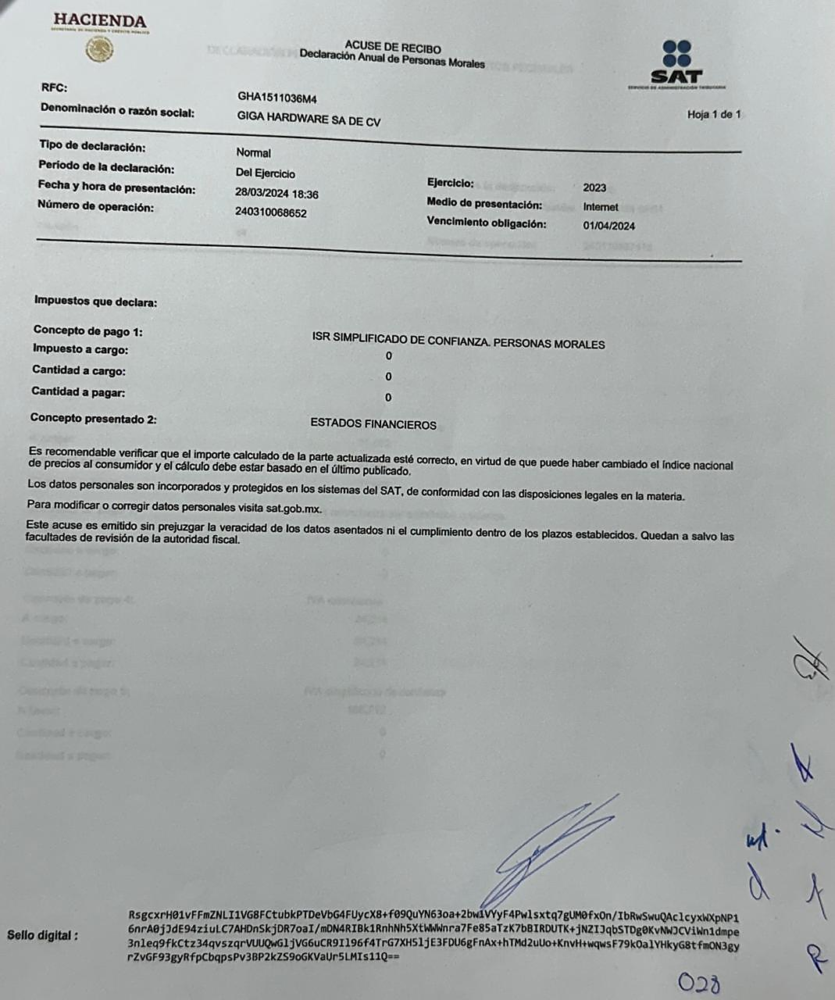 HACIENDA
SECRETARÍA DE HACIENDA Y CRÉDITO PÚBLICO
ACUSE DE RECIBO
Declaración Anual de Personas Morales
SAT
SERVICIO DE ADMINISTRACIÓN TRIBUTARIA
RFC: GHA1511036M4
Denominación o razón social: GIGA HARDWARE SA DE CV
Hoja 1 de 1
Tipo de declaración: Normal
Período de la declaración: Del Ejercicio Ejercicio: 2023
Fecha y hora de presentación: 28/03/2024 18:36 Medio de presentación: Internet
Número de operación: 240310068652 Vencimiento obligación: 01/04/2024
Impuestos que declara:
Concepto de pago 1: ISR SIMPLIFICADO DE CONFIANZA. PERSONAS MORALES
Impuesto a cargo: 0
Cantidad a cargo: 0
Cantidad a pagar: 0
Concepto presentado 2: ESTADOS FINANCIEROS
Es recomendable verificar que el importe calculado de la parte actualizada esté correcto, en virtud de que puede haber cambiado el índice nacional
de precios al consumidor y el cálculo debe estar basado en el último publicado.
Los datos personales son incorporados y protegidos en los sistemas del SAT, de conformidad con las disposiciones legales en la materia.
Para modificar o corregir datos personales visita sat.gob.mx.
Este acuse es emitido sin prejuzgar la veracidad de los datos asentados ni el cumplimiento dentro de los plazos establecidos. Quedan a salvo las
facultades de revisión de la autoridad fiscal.
Sello digital :
RsgcxrH01vFFmZNLI1VG8FCtubkPTDeVbG4FUycX8+f09QuYN63oa+2bw1VYyF4Pwlsxtq7gUM0fxOn/IbRwSwuQAclcyxWXpNP1
6nrA0jJdE94ziuLC7AHDnSkjDR7oaI/mDN4RIBk1RnhNh5XtWWWnra7Fe85aTzK7bBIRDUTK+jNZIJqbSTDg0KvNWJCViWn1dmpe
3nleq9fkCtz34qvszqrVUUQwGljVG6uCR9Il96f4TrG7XH5ljE3FDU6gFnAx+hTMd2uUo+KnvH+wqwsF79kOalYHkyG8tfmON3gy
rZvGF93gyRfpCbqpsPv3BP2kZS9oGKVaUr5LMIs11Q==
028